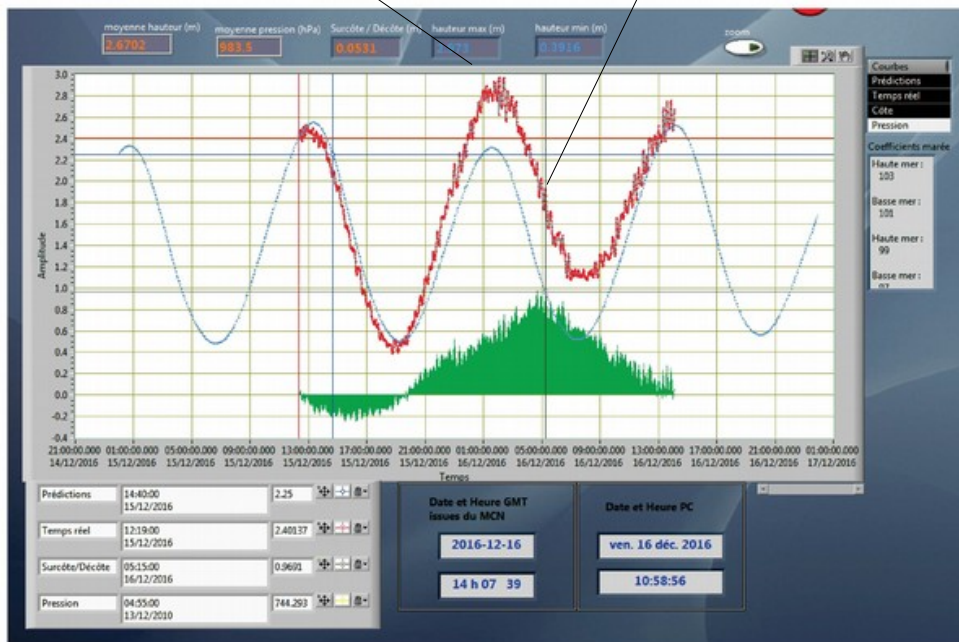 moyenne hauteur (m)
2.6702
moyenne pression (hPa)
983.5
Surcôte / Décôte (m)
0.0531
hauteur max (m)
hauteur min (m)
0.3916
zoom
Courbes
Prédictions
Temps réel
Côte
Pression
Coefficients marée
Haute mer :
103
Basse mer :
101
Haute mer :
99
Basse mer :
97
Amplitude
3.0
2.8
2.6
2.4
2.2
2.0
1.8
1.6
1.4
1.2
1.0
0.8
0.6
0.4
0.2
0.0
-0.2
-0.4
21:00:00.000 01:00:00.000 05:00:00.000 09:00:00.000 13:00:00.000 17:00:00.000 21:00:00.000 01:00:00.000 05:00:00.000 09:00:00.000 13:00:00.000 17:00:00.000 21:00:00.000 01:00:00.000
14/12/2016 15/12/2016 15/12/2016 15/12/2016 15/12/2016 15/12/2016 15/12/2016 16/12/2016 16/12/2016 16/12/2016 16/12/2016 16/12/2016 16/12/2016 17/12/2016
Temps
Prédictions
14:40:00
15/12/2016
2.25
Temps réel
12:19:00
15/12/2016
2.40137
Surcôte/Décôte
05:15:00
16/12/2016
0.9691
Pression
04:55:00
13/12/2010
744.293
Date et Heure GMT
issues du MCN
2016-12-16
14 h 07 39
Date et Heure PC
ven. 16 déc. 2016
10:58:56